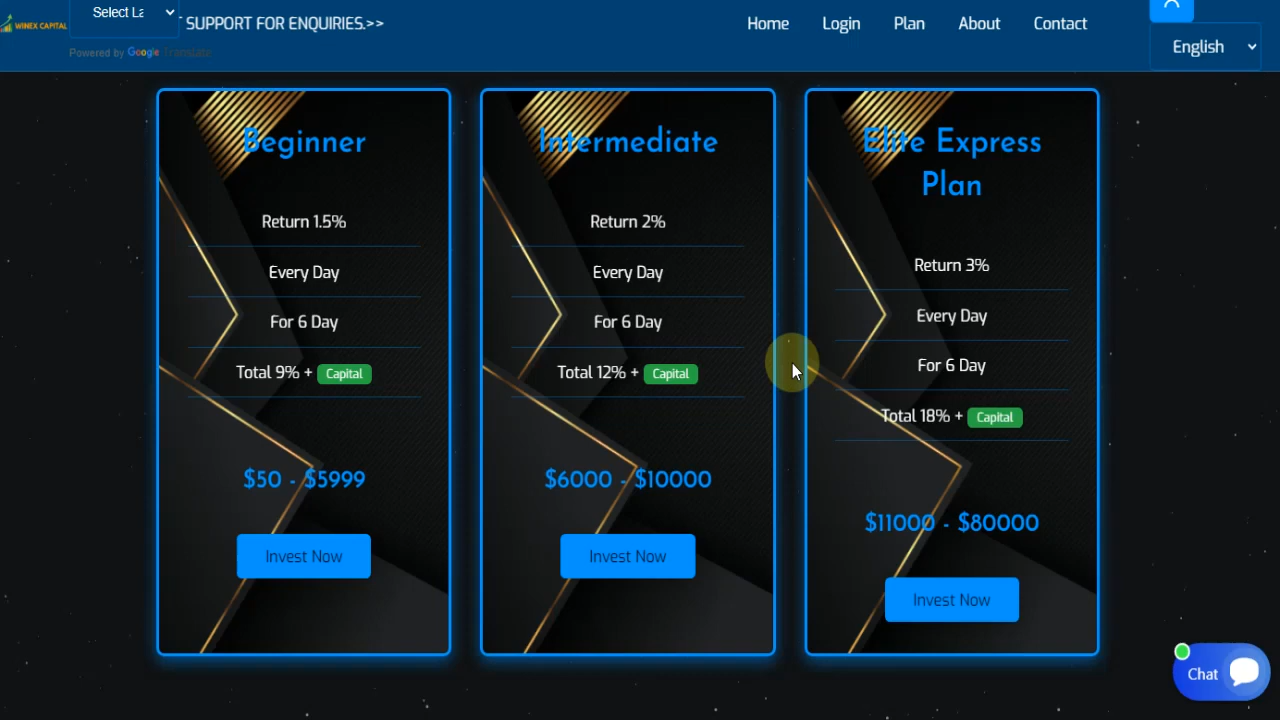 WINEX CAPITAL
Select La
SUPPORT FOR ENQUIRIES.>>
Home
Login
Plan
About
Contact
English
Powered by Google Translate
Beginner
Return 1.5%
Every Day
For 6 Day
Total 9% + Capital
$50 - $5999
Invest Now
Intermediate
Return 2%
Every Day
For 6 Day
Total 12% + Capital
$6000 - $10000
Invest Now
Elite Express
Plan
Return 3%
Every Day
For 6 Day
Total 18% + Capital
$11000 - $80000
Invest Now
Chat